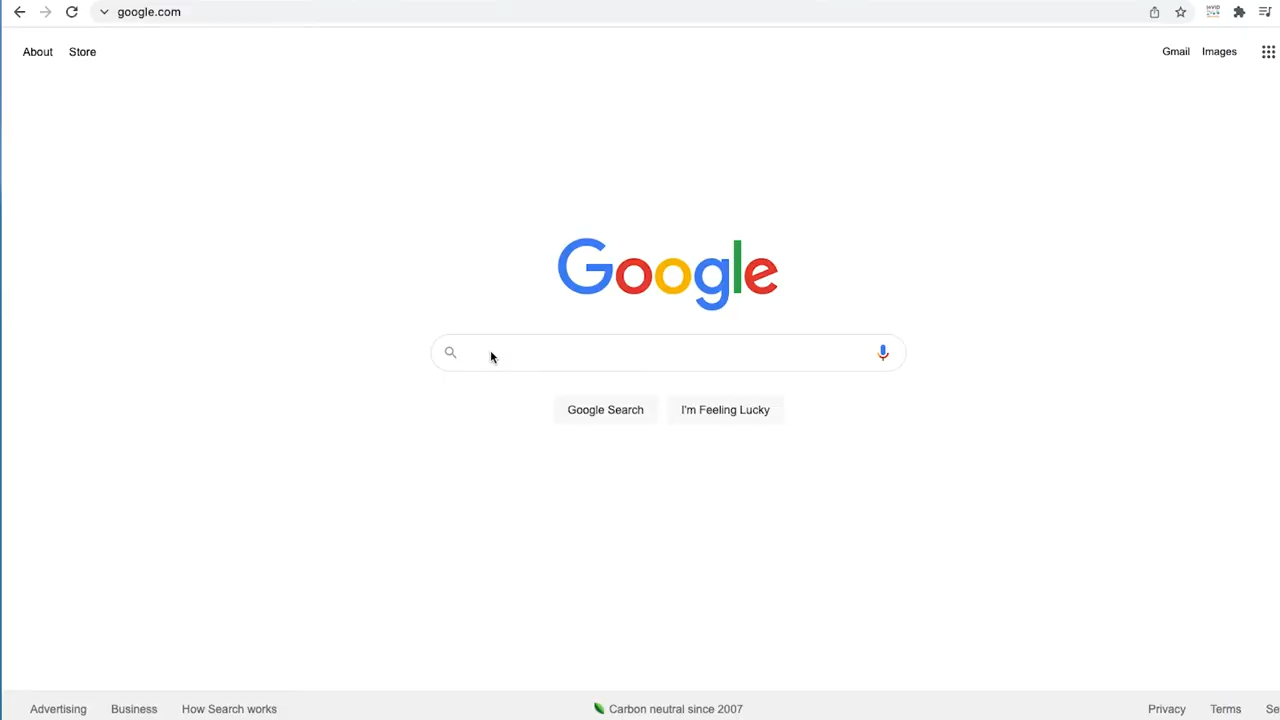 google.com
About Store
Gmail Images
Google
Google Search
I'm Feeling Lucky
Advertising Business How Search works
Carbon neutral since 2007
Privacy Terms Se